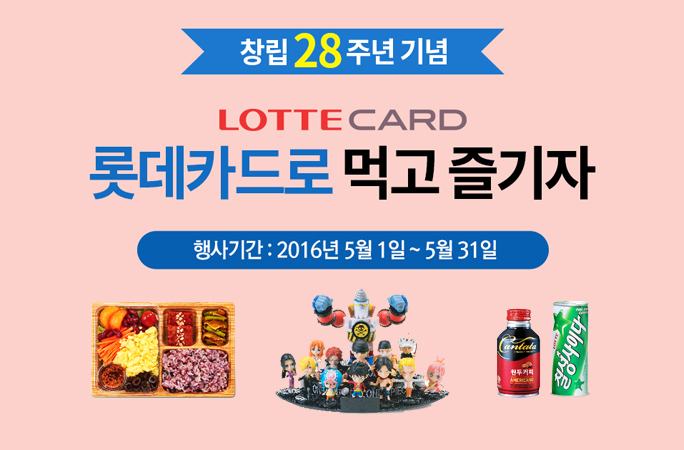 창립 28 주년 기념
LOTTE CARD
롯데카드로 먹고 즐기자
행사기간 : 2016년 5월 1일 ~ 5월 31일
Cantata
원두커피
AMERICANO
칠성사이다